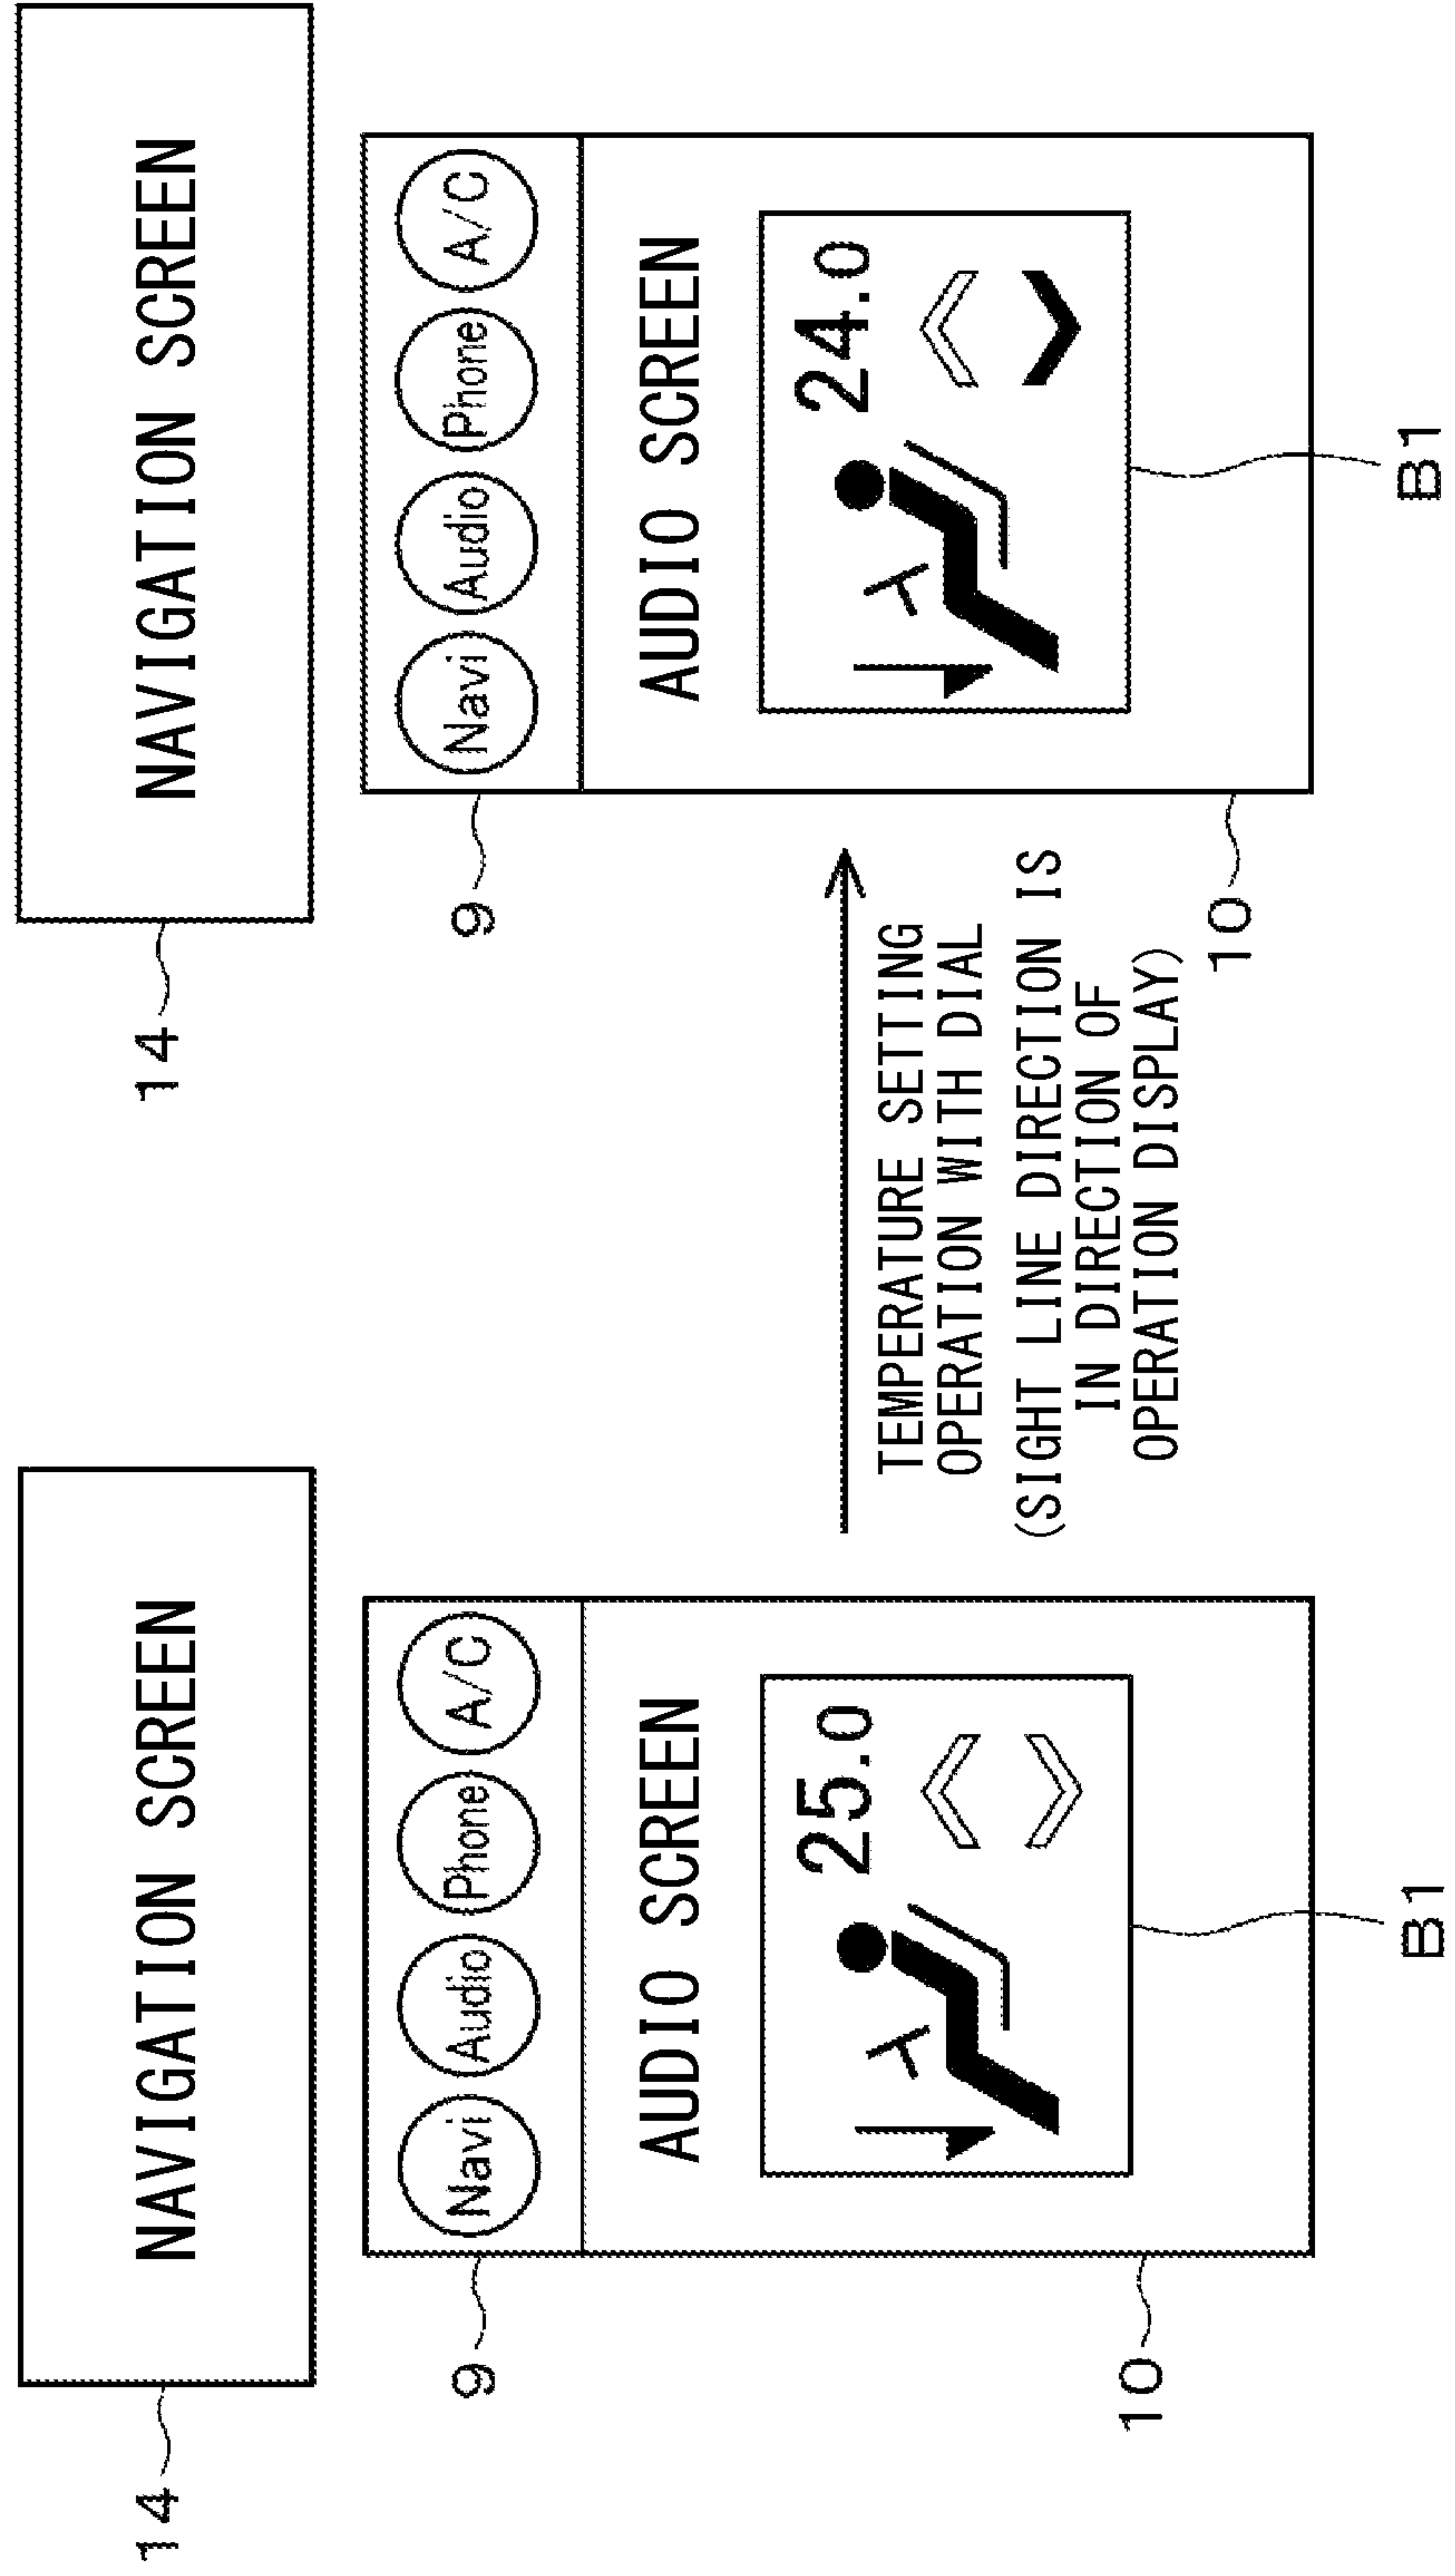 NAVIGATION SCREEN
14
Navi Audio Phone A/C
9
AUDIO SCREEN
25.0
10
B1
TEMPERATURE SETTING
OPERATION WITH DIAL
(SIGHT LINE DIRECTION IS
IN DIRECTION OF
OPERATION DISPLAY)
NAVIGATION SCREEN
14
Navi Audio Phone A/C
9
AUDIO SCREEN
24.0
10
B1